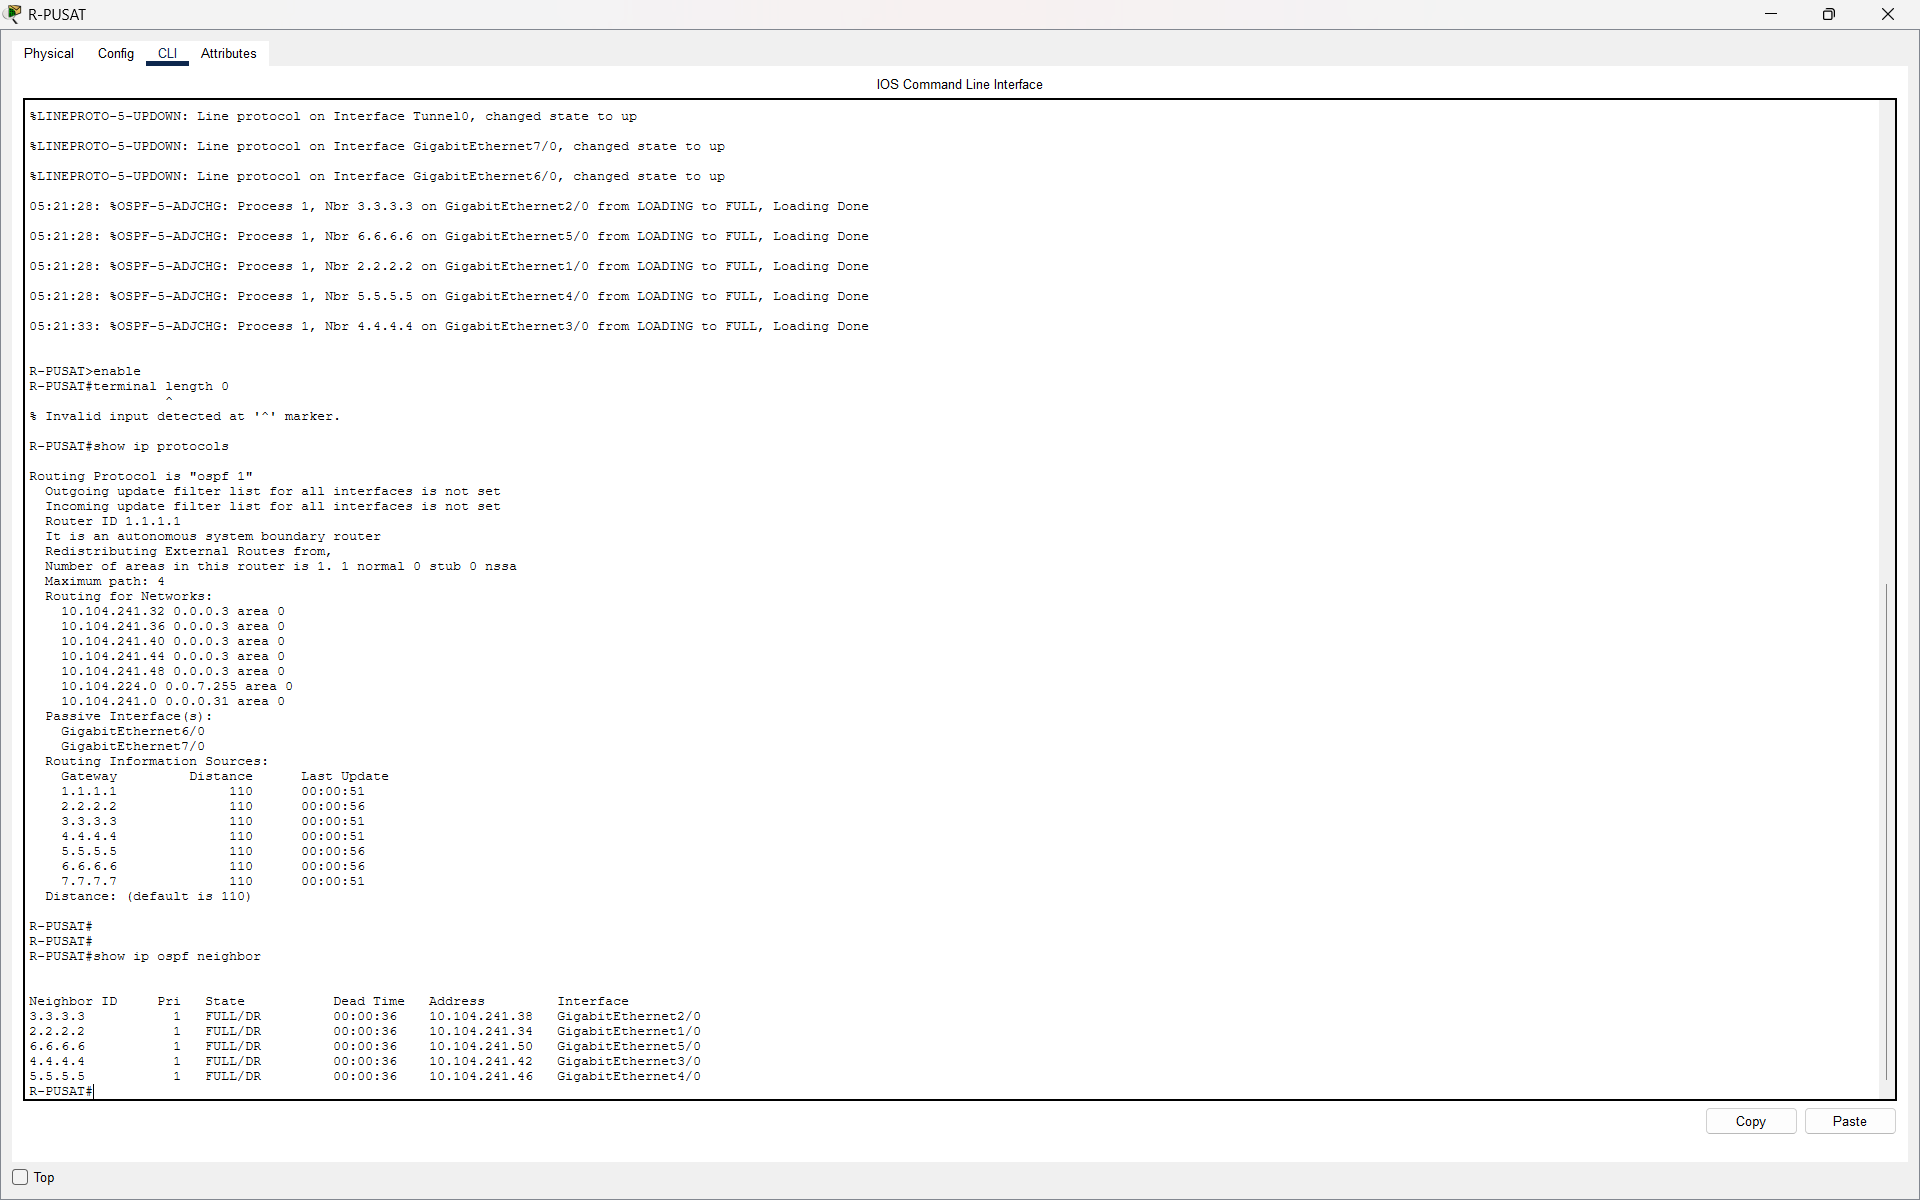 R-PUSAT
Physical Config CLI Attributes
IOS Command Line Interface
%LINEPROTO-5-UPDOWN: Line protocol on Interface Tunnel0, changed state to up
%LINEPROTO-5-UPDOWN: Line protocol on Interface GigabitEthernet7/0, changed state to up
%LINEPROTO-5-UPDOWN: Line protocol on Interface GigabitEthernet6/0, changed state to up
05:21:28: %OSPF-5-ADJCHG: Process 1, Nbr 3.3.3.3 on GigabitEthernet2/0 from LOADING to FULL, Loading Done
05:21:28: %OSPF-5-ADJCHG: Process 1, Nbr 6.6.6.6 on GigabitEthernet5/0 from LOADING to FULL, Loading Done
05:21:28: %OSPF-5-ADJCHG: Process 1, Nbr 2.2.2.2 on GigabitEthernet1/0 from LOADING to FULL, Loading Done
05:21:28: %OSPF-5-ADJCHG: Process 1, Nbr 5.5.5.5 on GigabitEthernet4/0 from LOADING to FULL, Loading Done
05:21:33: %OSPF-5-ADJCHG: Process 1, Nbr 4.4.4.4 on GigabitEthernet3/0 from LOADING to FULL, Loading Done
R-PUSAT>enable
R-PUSAT#terminal length 0
^
% Invalid input detected at '^' marker.
R-PUSAT#show ip protocols
Routing Protocol is "ospf 1"
Outgoing update filter list for all interfaces is not set
Incoming update filter list for all interfaces is not set
Router ID 1.1.1.1
It is an autonomous system boundary router
Redistributing External Routes from,
Number of areas in this router is 1. 1 normal 0 stub 0 nssa
Maximum path: 4
Routing for Networks:
10.104.241.32 0.0.0.3 area 0
10.104.241.36 0.0.0.3 area 0
10.104.241.40 0.0.0.3 area 0
10.104.241.44 0.0.0.3 area 0
10.104.241.48 0.0.0.3 area 0
10.104.224.0 0.0.7.255 area 0
10.104.241.0 0.0.0.31 area 0
Passive Interface(s):
GigabitEthernet6/0
GigabitEthernet7/0
Routing Information Sources:
Gateway Distance Last Update
1.1.1.1 110 00:00:51
2.2.2.2 110 00:00:56
3.3.3.3 110 00:00:51
4.4.4.4 110 00:00:51
5.5.5.5 110 00:00:56
6.6.6.6 110 00:00:56
7.7.7.7 110 00:00:51
Distance: (default is 110)
R-PUSAT#
R-PUSAT#
R-PUSAT#show ip ospf neighbor
Neighbor ID Pri State Dead Time Address Interface
3.3.3.3 1 FULL/DR 00:00:36 10.104.241.38 GigabitEthernet2/0
2.2.2.2 1 FULL/DR 00:00:36 10.104.241.34 GigabitEthernet1/0
6.6.6.6 1 FULL/DR 00:00:36 10.104.241.50 GigabitEthernet5/0
4.4.4.4 1 FULL/DR 00:00:36 10.104.241.42 GigabitEthernet3/0
5.5.5.5 1 FULL/DR 00:00:36 10.104.241.46 GigabitEthernet4/0
R-PUSAT#
Copy Paste
Top